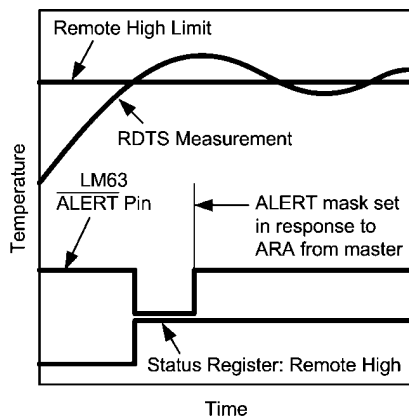 Remote High Limit
RDTS Measurement
LM63
ALERT Pin
ALERT mask set
in response to
ARA from master
Status Register: Remote High
Temperature
Time